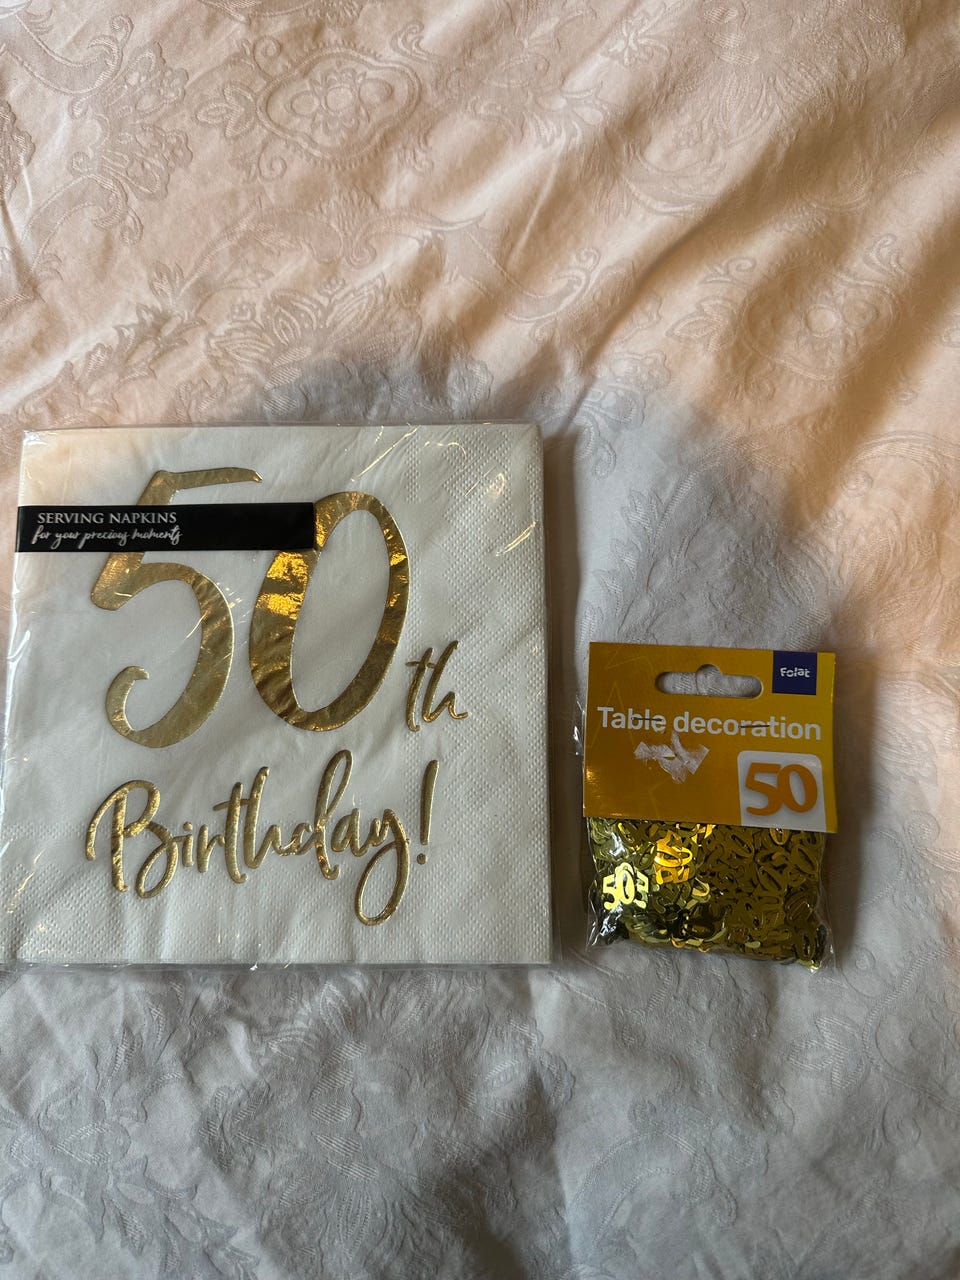 50th
SERVING NAPKINS
for your precious moments
Birthday!
Folat
Table decoration
50
50